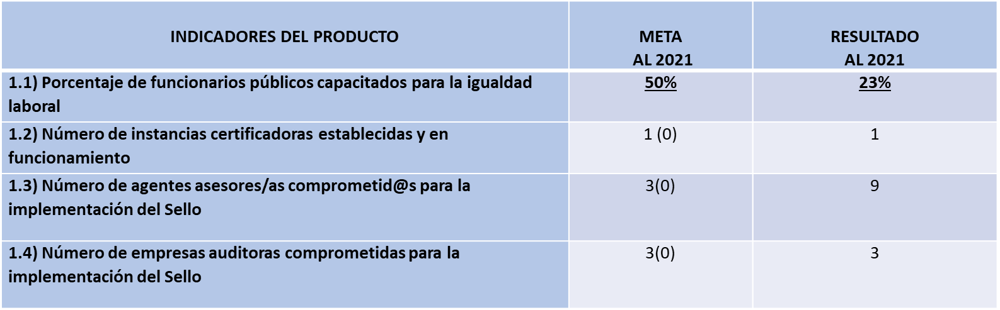 INDICADORES DEL PRODUCTO
META
AL 2021
RESULTADO
AL 2021
1.1) Porcentaje de funcionarios públicos capacitados para la igualdad
laboral
50%
23%
1.2) Número de instancias certificadoras establecidas y en
funcionamiento
1 (0)
1
1.3) Número de agentes asesores/as comprometid@s para la
implementación del Sello
3(0)
9
1.4) Número de empresas auditoras comprometidas para la
implementación del Sello
3(0)
3